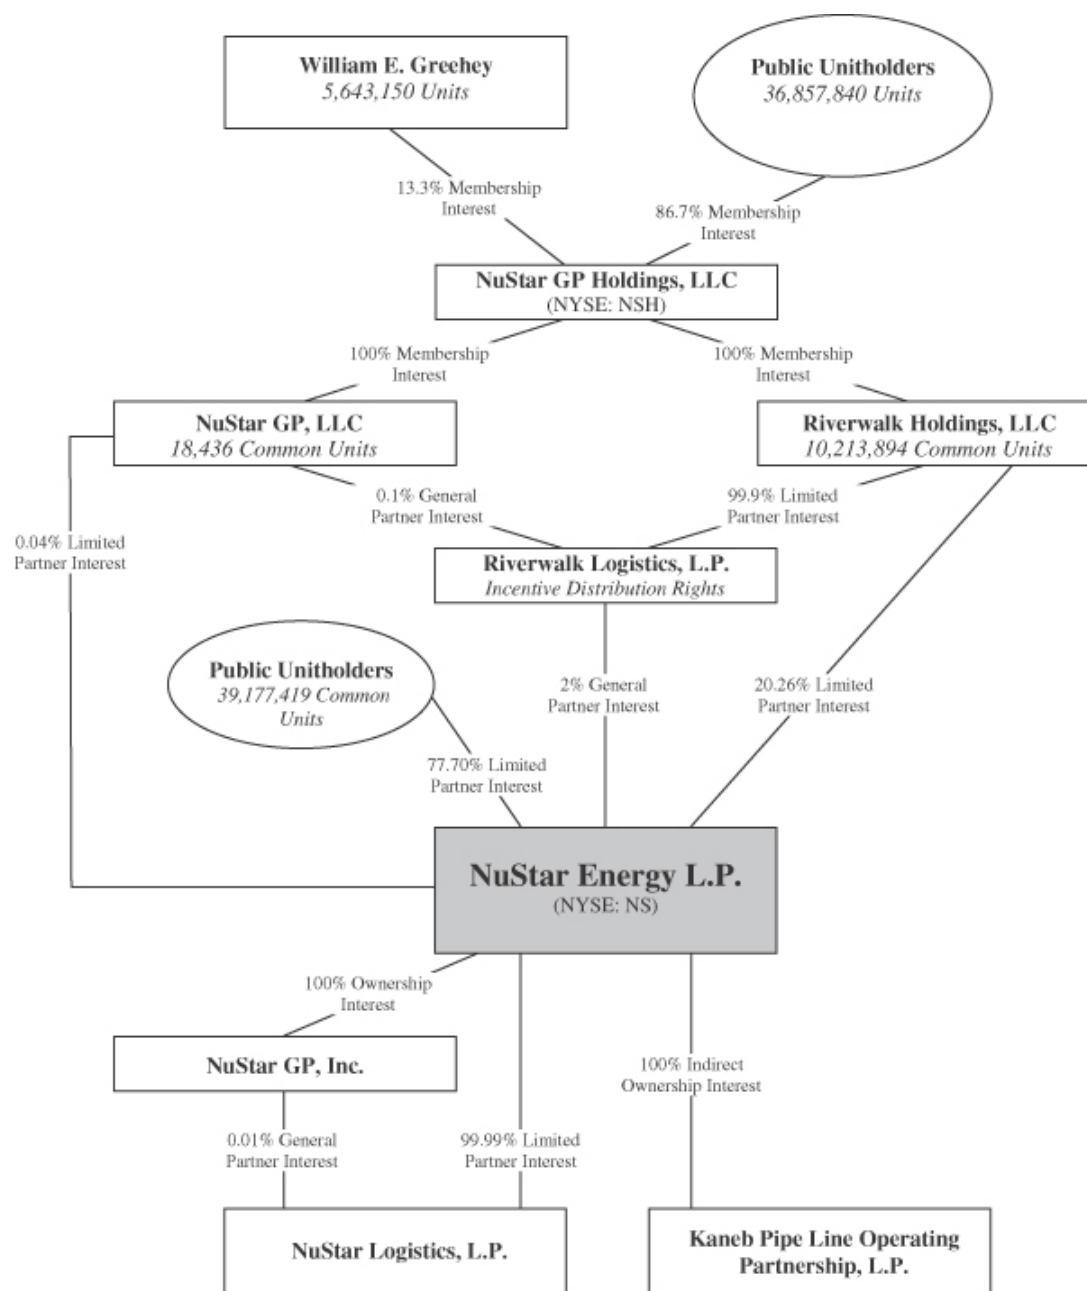 William E. Greehey
5,643,150 Units
Public Unitholders
36,857,840 Units
13.3% Membership
Interest
86.7% Membership
Interest
NuStar GP Holdings, LLC
(NYSE: NSH)
100% Membership
Interest
100% Membership
Interest
NuStar GP, LLC
18,436 Common Units
Riverwalk Holdings, LLC
10,213,894 Common Units
0.1% General
Partner Interest
99.9% Limited
Partner Interest
0.04% Limited
Partner Interest
Riverwalk Logistics, L.P.
Incentive Distribution Rights
Public Unitholders
39,177,419 Common
Units
2% General
Partner Interest
20.26% Limited
Partner Interest
77.70% Limited
Partner Interest
NuStar Energy L.P.
(NYSE: NS)
100% Ownership
Interest
NuStar GP, Inc.
100% Indirect
Ownership Interest
0.01% General
Partner Interest
99.99% Limited
Partner Interest
NuStar Logistics, L.P.
Kaneb Pipe Line Operating
Partnership, L.P.